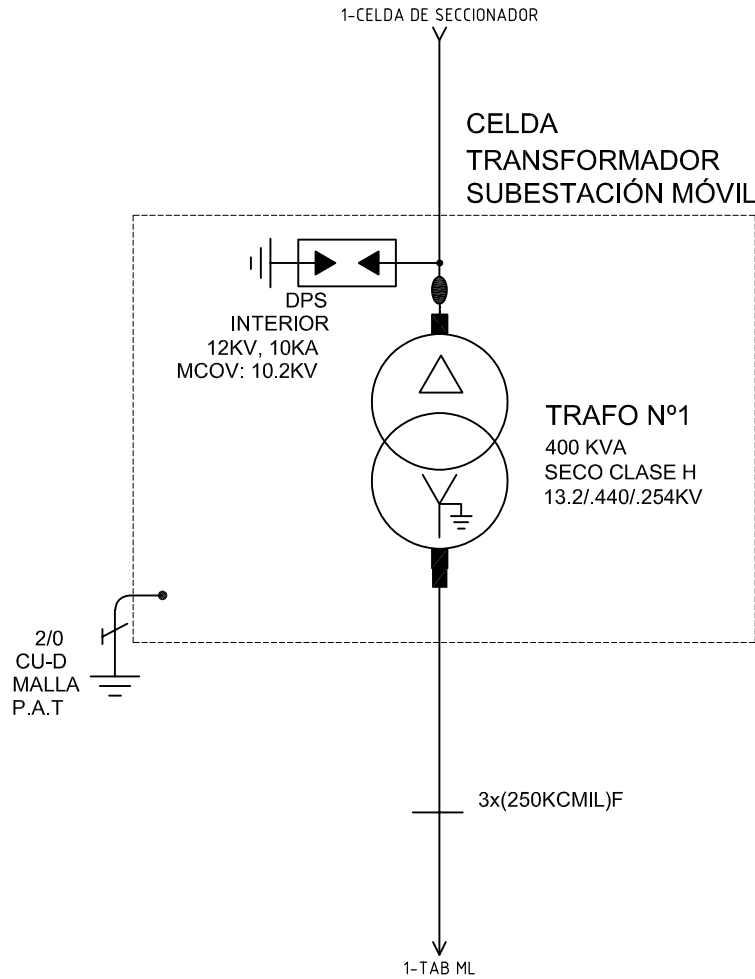 1-CELDA DE SECCIONADOR
CELDA
TRANSFORMADOR
SUBESTACIÓN MÓVIL
DPS
INTERIOR
12KV, 10KA
MCOV: 10.2KV
TRAFO Nº1
400 KVA
SECO CLASE H
13.2/.440/.254KV
2/0
CU-D
MALLA
P.A.T
3x(250KCMIL)F
1-TAB ML